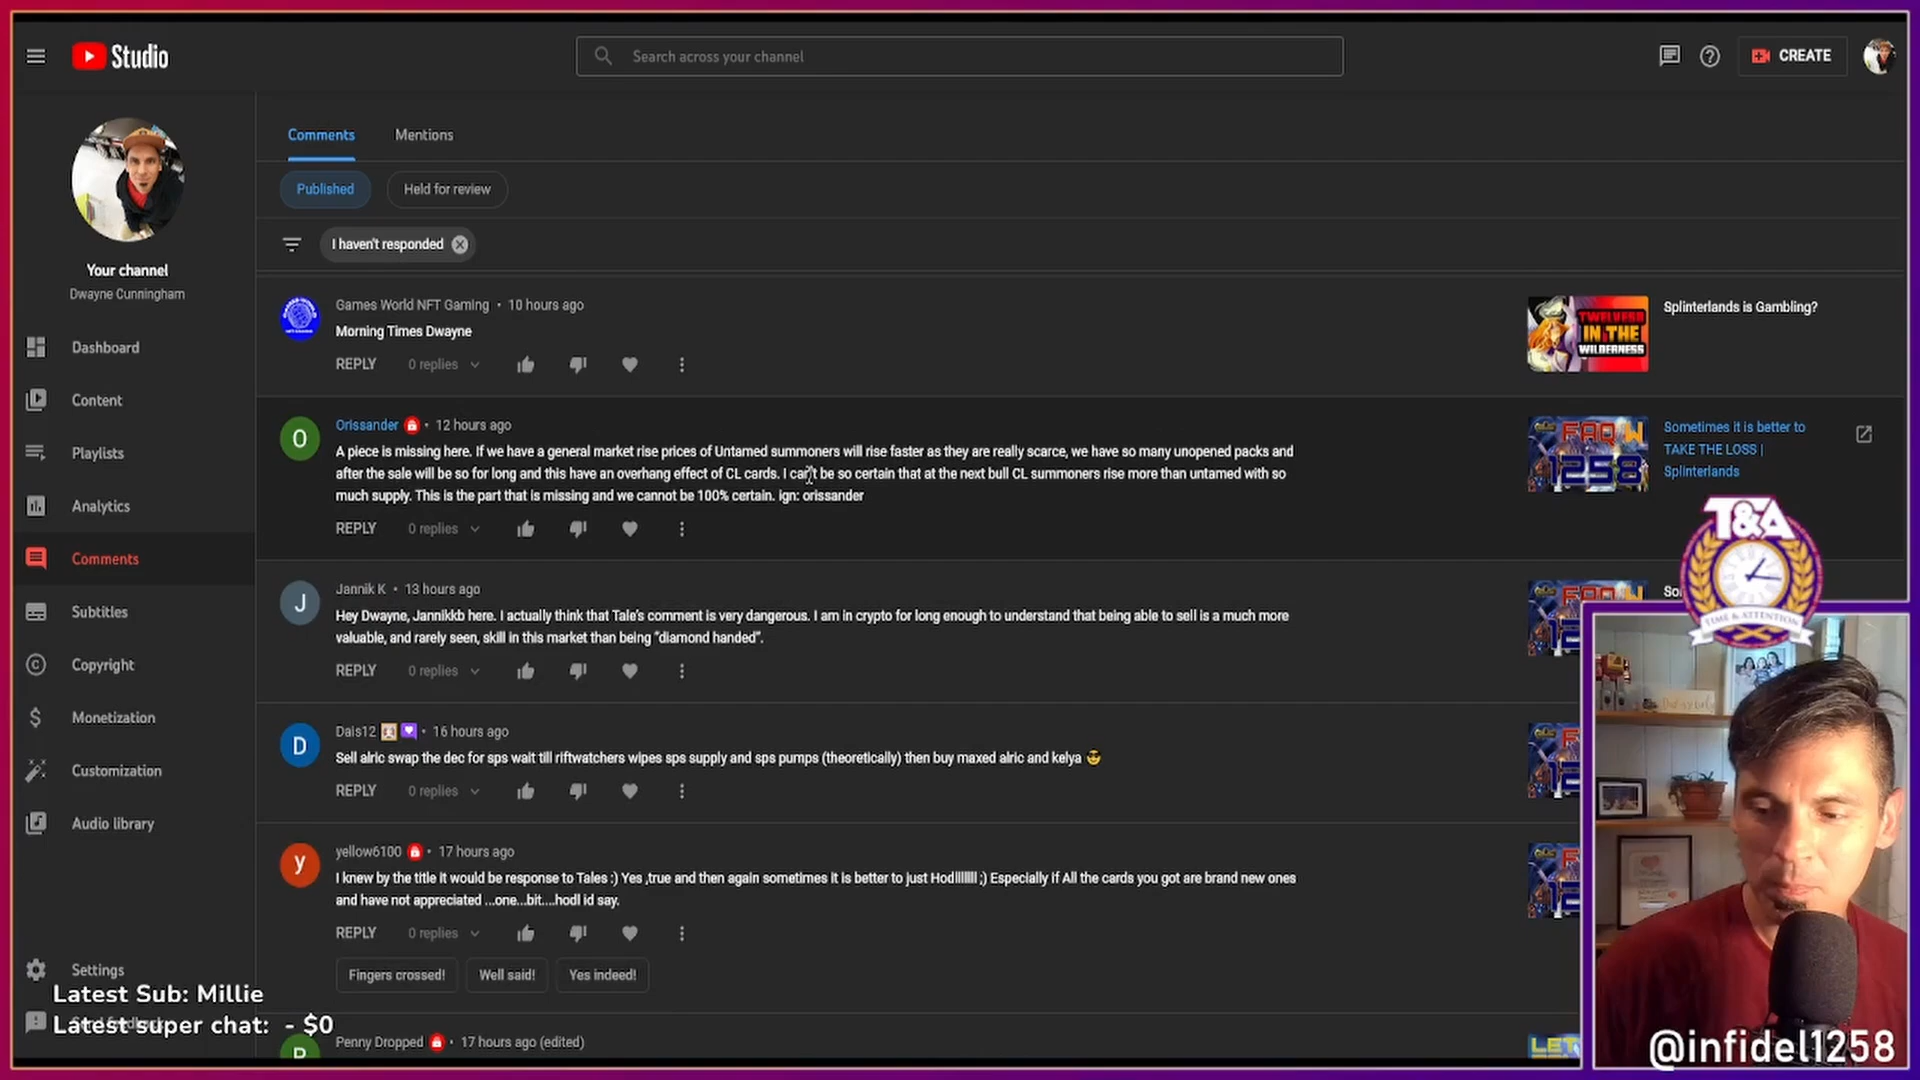 Studio
Search across your channel
CREATE
Your channel
Dwayne Cunningham
Dashboard
Content
Playlists
Analytics
Comments
Subtitles
Copyright
Monetization
Customization
Audio library
Settings
Latest Sub: Millie
Latest super chat: - $0
Comments
Mentions
Published
Held for review
I haven't responded
Games World NFT Gaming • 10 hours ago
Morning Times Dwayne
REPLY
0 replies
TWELVE55
IN THE
WILDERNESS
Splinterlands is Gambling?
O
Orissander • 12 hours ago
A piece is missing here. If we have a general market rise prices of Untamed summoners will rise faster as they are really scarce, we have so many unopened packs and
after the sale will be so for long and this have an overhang effect of CL cards. I can't be so certain that at the next bull CL summoners rise more than untamed with so
much supply. This is the part that is missing and we cannot be 100% certain. ign: orissander
REPLY
0 replies
FAQ W
1258
Sometimes it is better to
TAKE THE LOSS |
Splinterlands
J
Jannik K • 13 hours ago
Hey Dwayne, Jannikkb here. I actually think that Tale's comment is very dangerous. I am in crypto for long enough to understand that being able to sell is a much more
valuable, and rarely seen, skill in this market than being "diamond handed".
REPLY
0 replies
T&A
TIME & ATTENTION
D
Dais12 • 16 hours ago
Sell alric swap the dec for sps wait till riftwatchers wipes sps supply and sps pumps (theoretically) then buy maxed alric and kelya 😎
REPLY
0 replies
y
yellow6100 • 17 hours ago
I knew by the title it would be response to Tales :) Yes ,true and then again sometimes it is better to just Hodlllllll ;) Especially if All the cards you got are brand new ones
and have not appreciated ...one...bit....hodl id say.
REPLY
0 replies
Fingers crossed!
Well said!
Yes indeed!
Penny Dropped • 17 hours ago (edited)
LET
@infidel1258